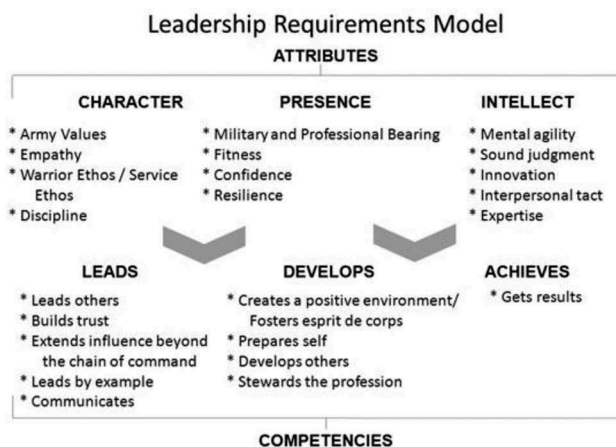 Leadership Requirements Model
ATTRIBUTES
CHARACTER
* Army Values
* Empathy
* Warrior Ethos / Service
Ethos
* Discipline
PRESENCE
* Military and Professional Bearing
* Fitness
* Confidence
* Resilience
INTELLECT
* Mental agility
* Sound judgment
* Innovation
* Interpersonal tact
* Expertise
LEADS
* Leads others
* Builds trust
* Extends influence beyond
the chain of command
* Leads by example
* Communicates
DEVELOPS
* Creates a positive environment/
Fosters esprit de corps
* Prepares self
* Develops others
* Stewards the profession
ACHIEVES
* Gets results
COMPETENCIES